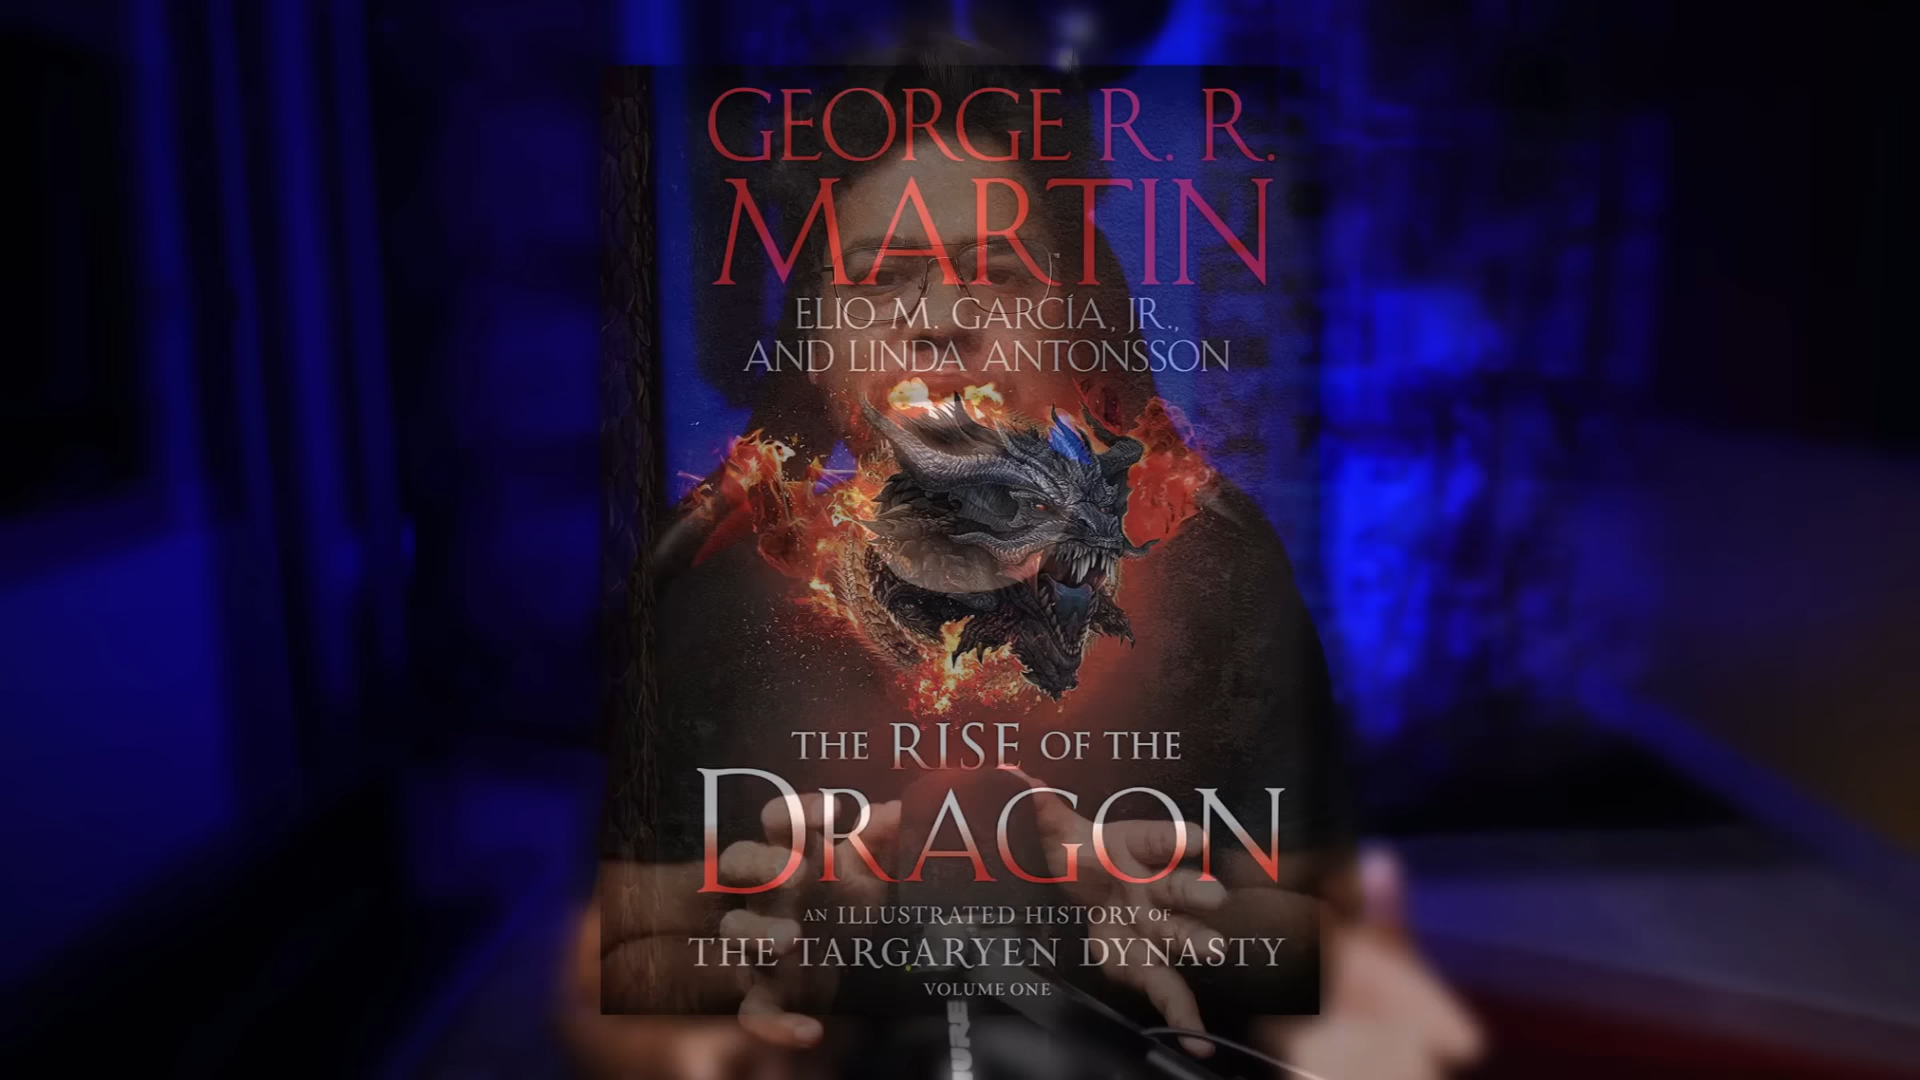 GEORGE R. R.
MARTIN
ELIO M. GARCÍA, JR.,
AND LINDA ANTONSSON
THE RISE OF THE
DRAGON
AN ILLUSTRATED HISTORY OF
THE TARGARYEN DYNASTY
VOLUME ONE